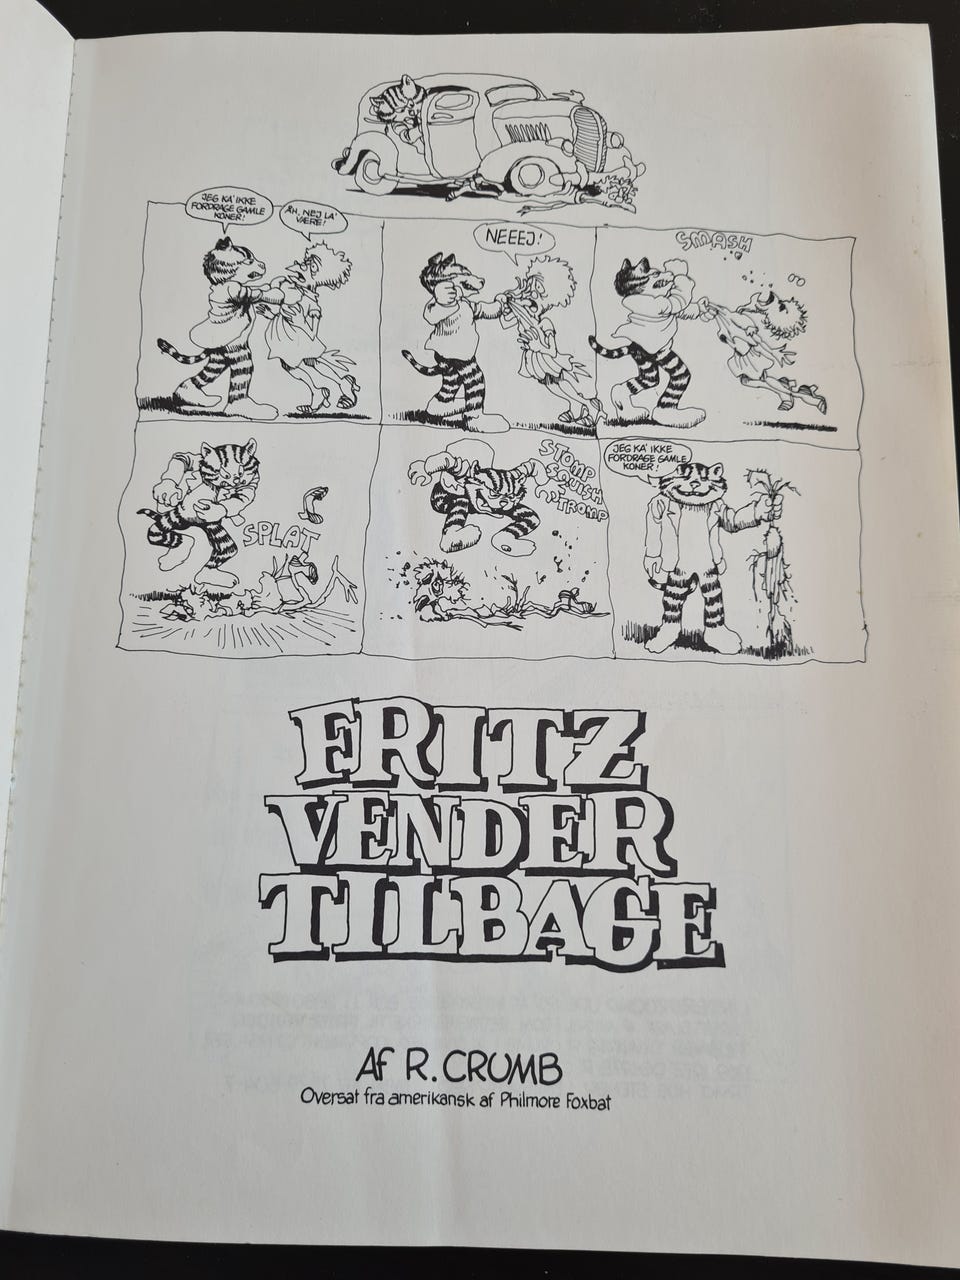 JEG KA' IKKE
FORDRAGE GAMLE
KONER!
ÅH, NEJ LA'
VÆRE!
NEEEJ!
SMASH
SPLAT
STOMP
SQUISH
TROMP
JEG KA' IKKE
FORDRAGE GAMLE
KONER!
FRITZ
VENDER
TILBAGE
AF R. CRUMB
Oversat fra amerikansk af Philmore Foxbat